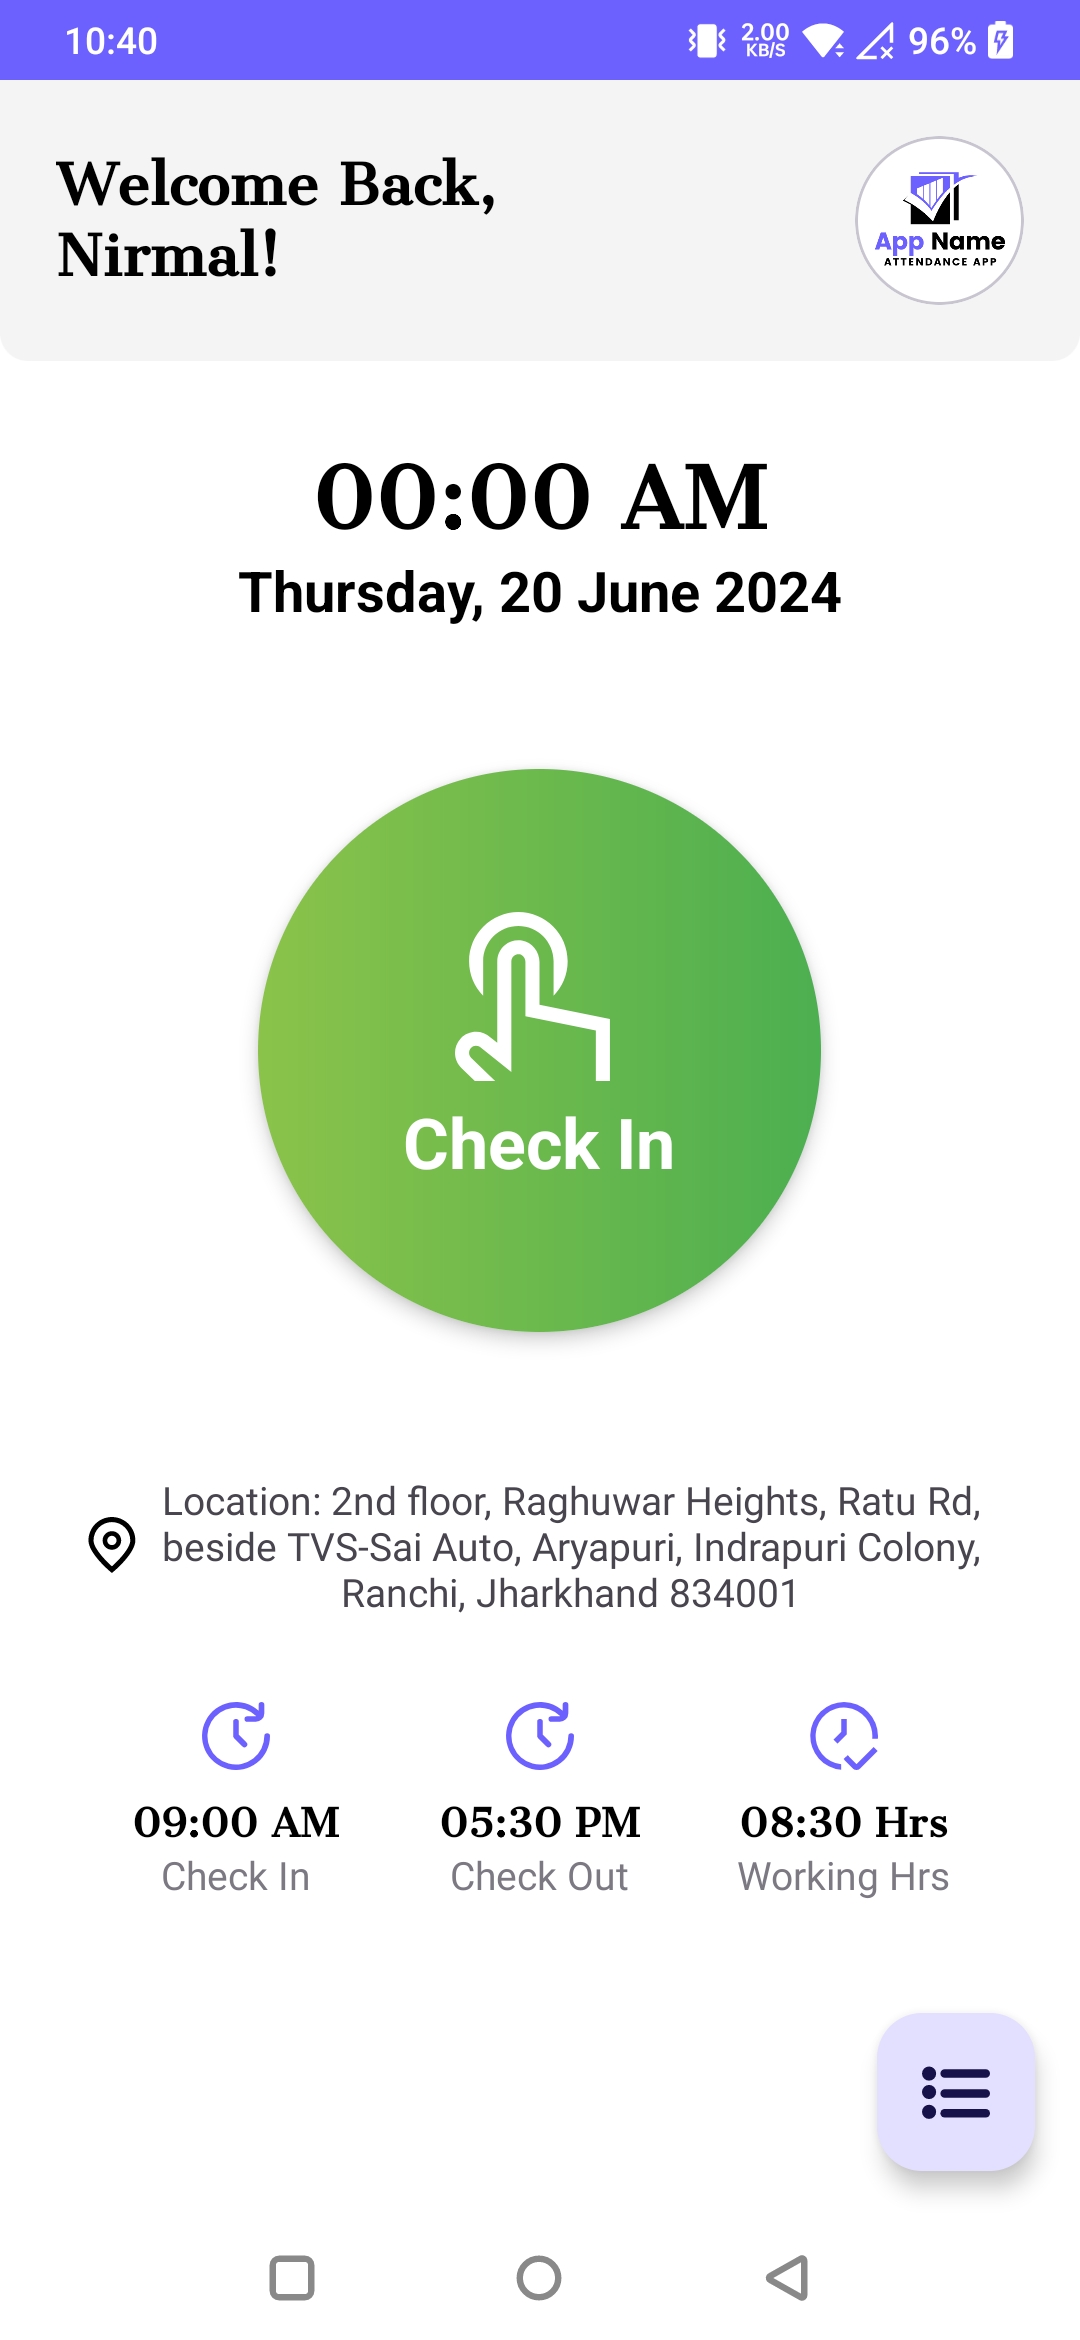 10:40
2.00
KB/S
96%
Welcome Back,
Nirmal!
App Name
ATTENDANCE APP
00:00 AM
Thursday, 20 June 2024
Check In
Location: 2nd floor, Raghuwar Heights, Ratu Rd,
beside TVS-Sai Auto, Aryapuri, Indrapuri Colony,
Ranchi, Jharkhand 834001
09:00 AM
Check In
05:30 PM
Check Out
08:30 Hrs
Working Hrs